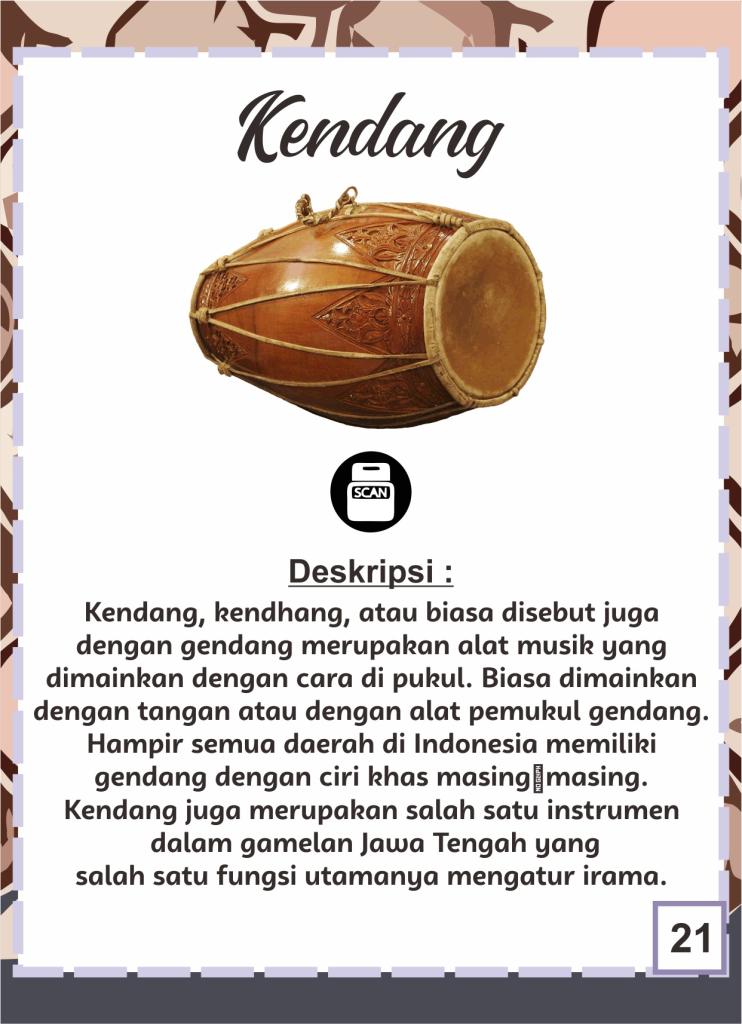 Kendang
SCAN
Deskripsi :
Kendang, kendhang, atau biasa disebut juga
dengan gendang merupakan alat musik yang
dimainkan dengan cara di pukul. Biasa dimainkan
dengan tangan atau dengan alat pemukul gendang.
Hampir semua daerah di Indonesia memiliki
gendang dengan ciri khas masing NO GLYPH masing.
Kendang juga merupakan salah satu instrumen
dalam gamelan Jawa Tengah yang
salah satu fungsi utamanya mengatur irama.
21